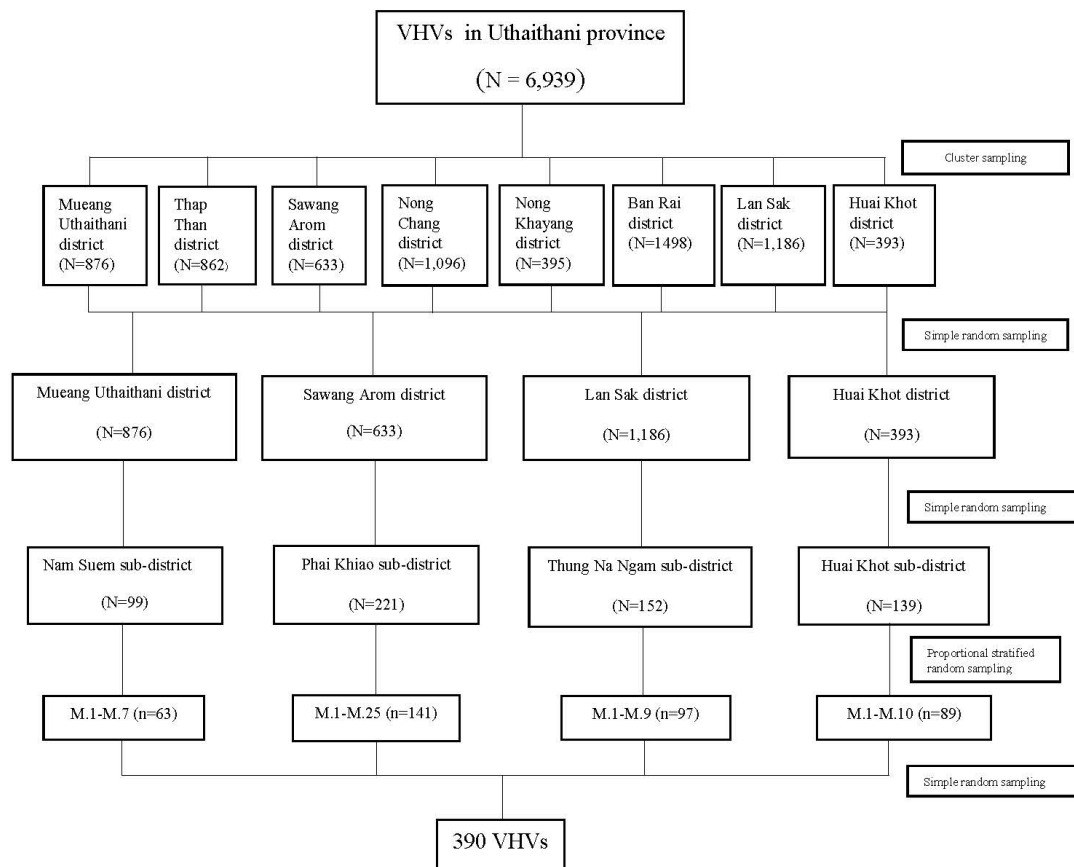 VHVs in Uthaithani province
(N = 6,939)
Cluster sampling
Mueang
Uthaithani
district
(N=876)
Thap
Than
district
(N=862)
Sawang
Arom
district
(N=633)
Nong
Chang
district
(N=1,096)
Nong
Khayang
district
(N=395)
Ban Rai
district
(N=1498)
Lan Sak
district
(N=1,186)
Huai Khot
district
(N=393)
Simple random sampling
Mueang Uthaithani district
(N=876)
Sawang Arom district
(N=633)
Lan Sak district
(N=1,186)
Huai Khot district
(N=393)
Simple random sampling
Nam Suem sub-district
(N=99)
Phai Khiao sub-district
(N=221)
Thung Na Ngam sub-district
(N=152)
Huai Khot sub-district
(N=139)
Proportional stratified
random sampling
M.1-M.7 (n=63)
M.1-M.25 (n=141)
M.1-M.9 (n=97)
M.1-M.10 (n=89)
Simple random sampling
390 VHVs